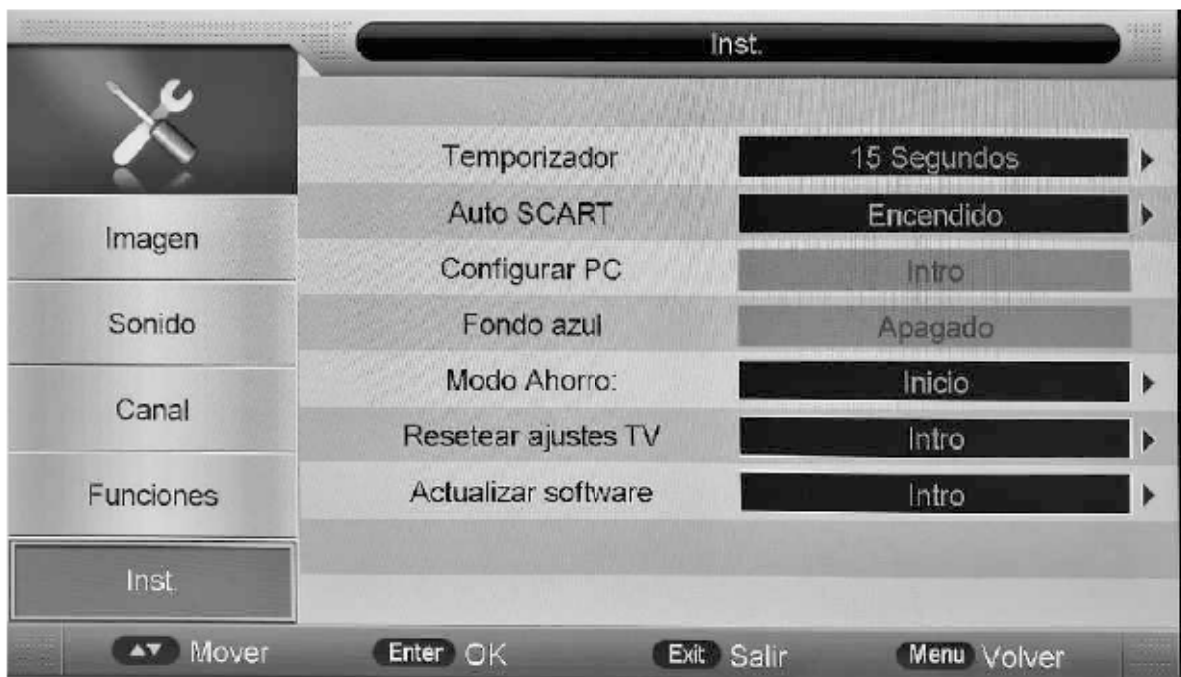 Inst.
Imagen
Sonido
Canal
Funciones
Inst.
Temporizador 15 Segundos
Auto SCART Encendido
Configurar PC Intro
Fondo azul Apagado
Modo Ahorro: Inicio
Resetear ajustes TV Intro
Actualizar software Intro
Mover Enter OK Exit Salir Menu Volver